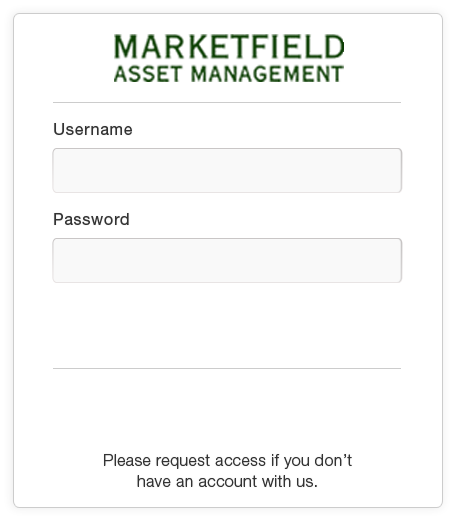 MARKETFIELD
ASSET MANAGEMENT
Username
Password
Please request access if you don’t
have an account with us.